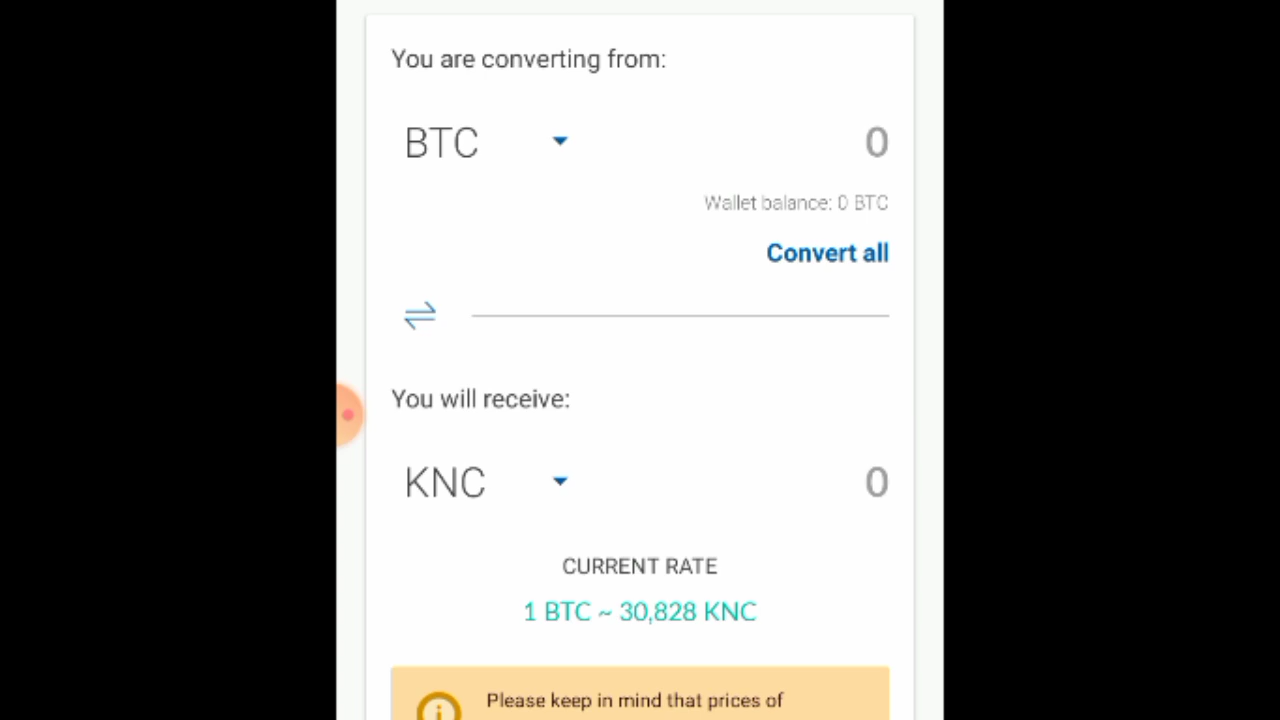 You are converting from:
BTC 0
Wallet balance: 0 BTC
Convert all
You will receive:
KNC 0
CURRENT RATE
1 BTC ~ 30,828 KNC
Please keep in mind that prices of